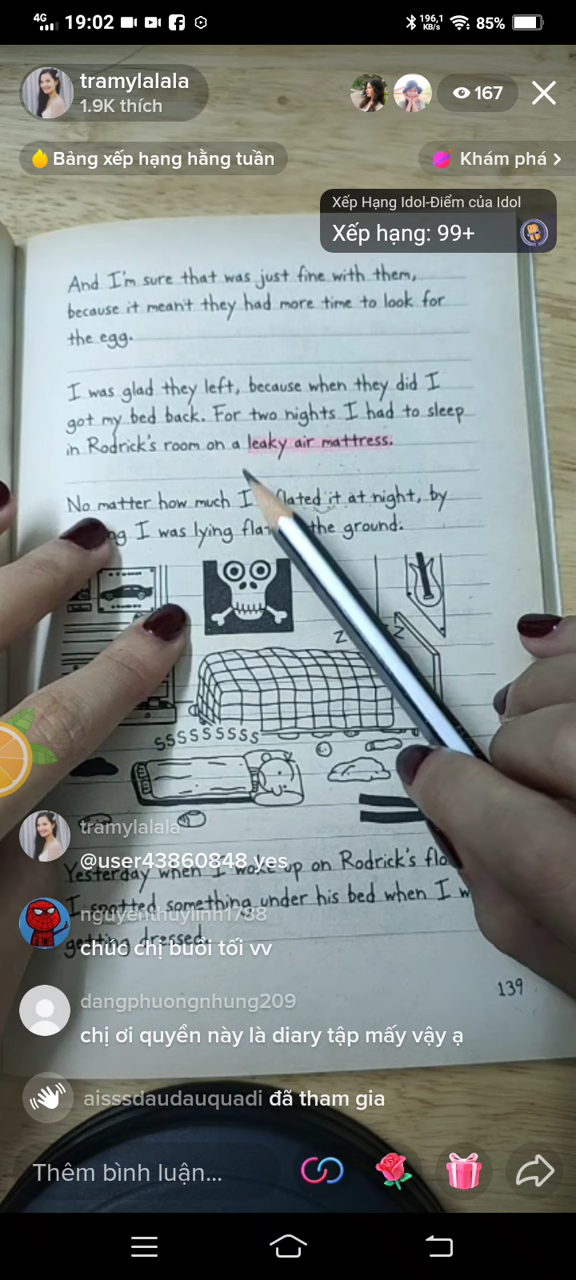 4G 19:02 196,1 KB/s 85%
tramylalala
1.9K thích
167
Bảng xếp hạng hằng tuần
Khám phá >
Xếp Hạng Idol-Điểm của Idol
Xếp hạng: 99+
And I'm sure that was just fine with them,
because it meant they had more time to look for
the egg.
I was glad they left, because when they did I
got my bed back. For two nights I had to sleep
in Rodrick's room on a leaky air mattress.
No matter how much I it at night, by
I was lying the ground.
Z Z
SSSSSSSSS
tramylalala
@user43860848 yes
Yesterday when I woke up on Rodrick's
I spotted something under his bed when I
getting dressed.
nguyenthuylinh1788
chúc chị buổi tối vv
139
dangphuongnhung209
chị ơi quyển này là diary tập mấy vậy ạ
aisssdaudauquadi đã tham gia
Thêm bình luận...